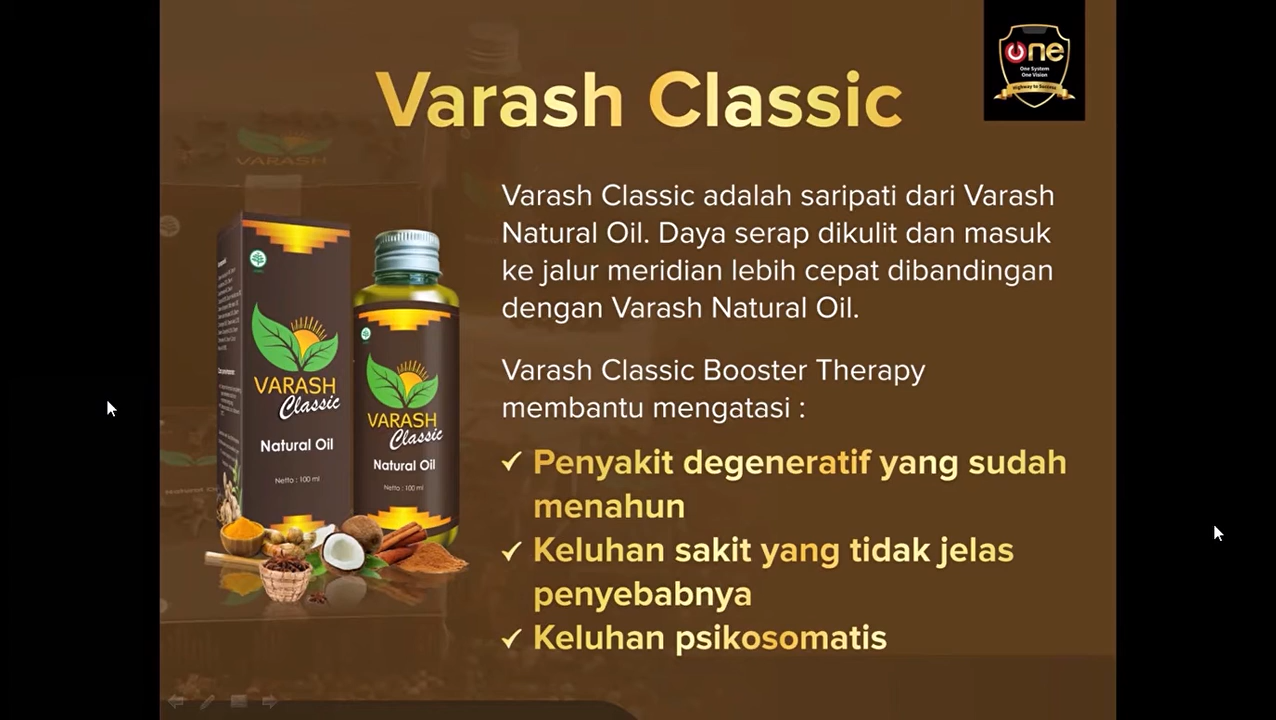 one
One System
One Vision
Highway to Success
Varash Classic
VARASH
Varash Classic adalah saripati dari Varash
Natural Oil. Daya serap dikulit dan masuk
ke jalur meridian lebih cepat dibandingan
dengan Varash Natural Oil.
Varash Classic Booster Therapy
membantu mengatasi :
✓ Penyakit degeneratif yang sudah
menahun
✓ Keluhan sakit yang tidak jelas
penyebabnya
✓ Keluhan psikosomatis
VARASH
Classic
Natural Oil
Netto : 100 ml
VARASH
Classic
Natural Oil
Netto : 100 ml